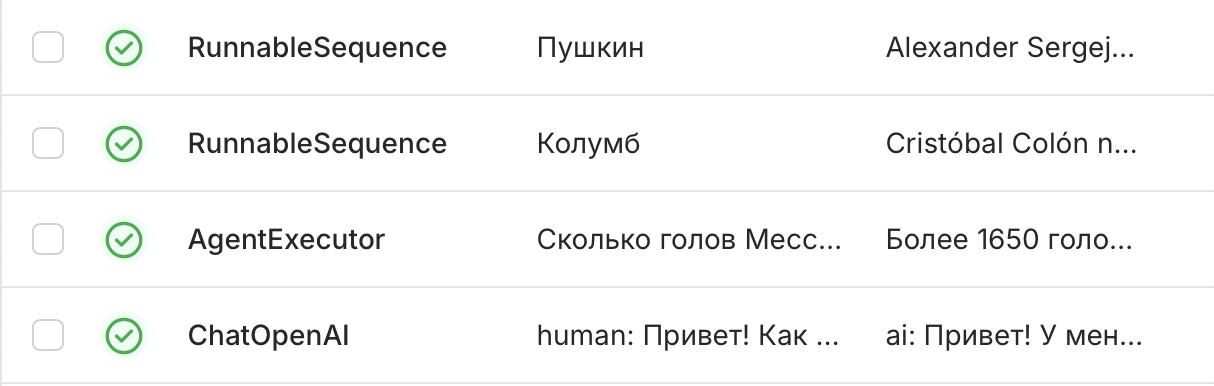 RunnableSequence Пушкин Alexander Sergej...
RunnableSequence Колумб Cristóbal Colón n...
AgentExecutor Сколько голов Месс... Более 1650 голо...
ChatOpenAI human: Привет! Как ... ai: Привет! У мен...